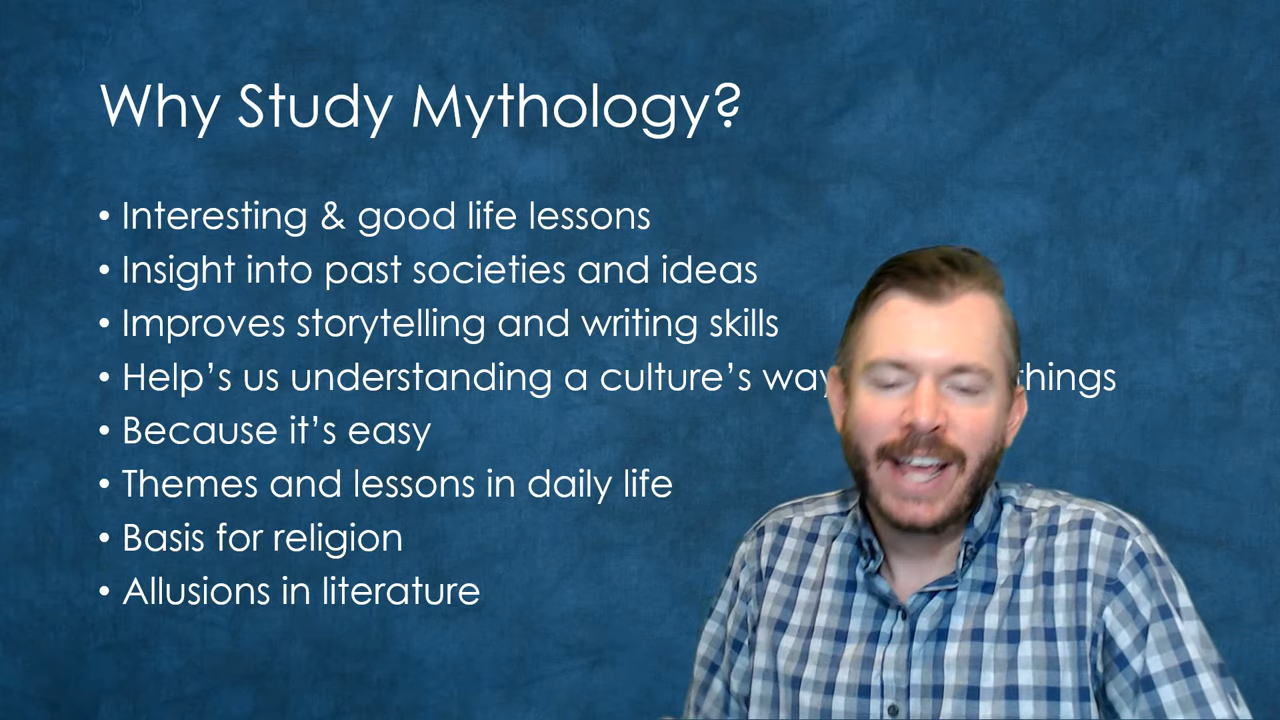 Why Study Mythology?
• Interesting & good life lessons
• Insight into past societies and ideas
• Improves storytelling and writing skills
• Help’s us understanding a culture’s way things
• Because it’s easy
• Themes and lessons in daily life
• Basis for religion
• Allusions in literature